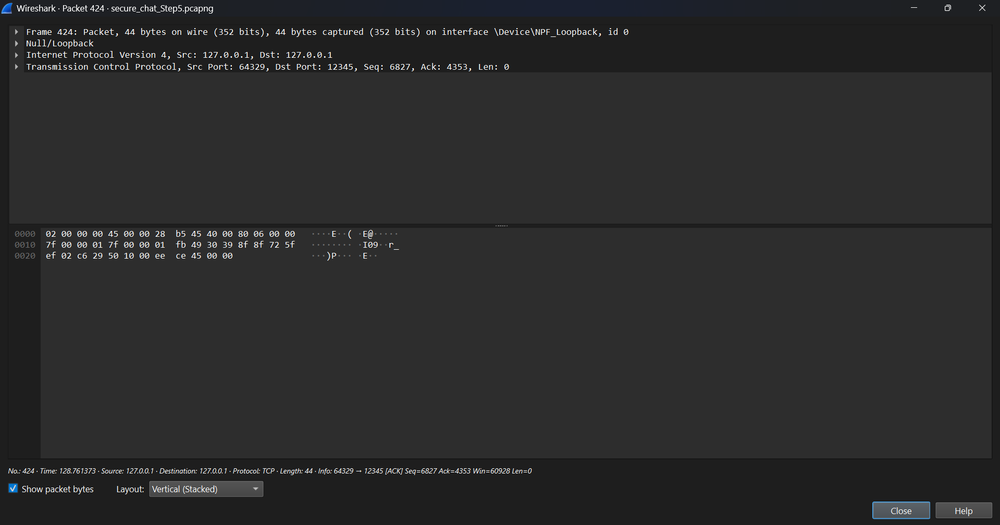 Wireshark · Packet 424 · secure_chat_Step5.pcapng
Frame 424: Packet, 44 bytes on wire (352 bits), 44 bytes captured (352 bits) on interface \Device\NPF_Loopback, id 0
Null/Loopback
Internet Protocol Version 4, Src: 127.0.0.1, Dst: 127.0.0.1
Transmission Control Protocol, Src Port: 64329, Dst Port: 12345, Seq: 6827, Ack: 4353, Len: 0
0000 02 00 00 00 45 00 00 28 b5 45 40 00 80 06 00 00 ····E··( ·E@·····
0010 7f 00 00 01 7f 00 00 01 fb 49 30 39 8f 8f 72 5f ········ ·I09··r_
0020 ef 02 c6 29 50 10 00 ee ce 45 00 00 ···)P··· ·E··
No.: 424 · Time: 128.761373 · Source: 127.0.0.1 · Destination: 127.0.0.1 · Protocol: TCP · Length: 44 · Info: 64329 → 12345 [ACK] Seq=6827 Ack=4353 Win=60928 Len=0
Show packet bytes Layout: Vertical (Stacked)
Close Help